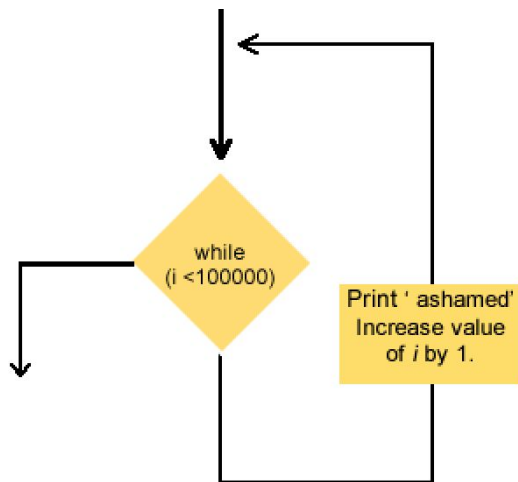 while
(i <100000)
Print ‘ ashamed’
Increase value
of i by 1.